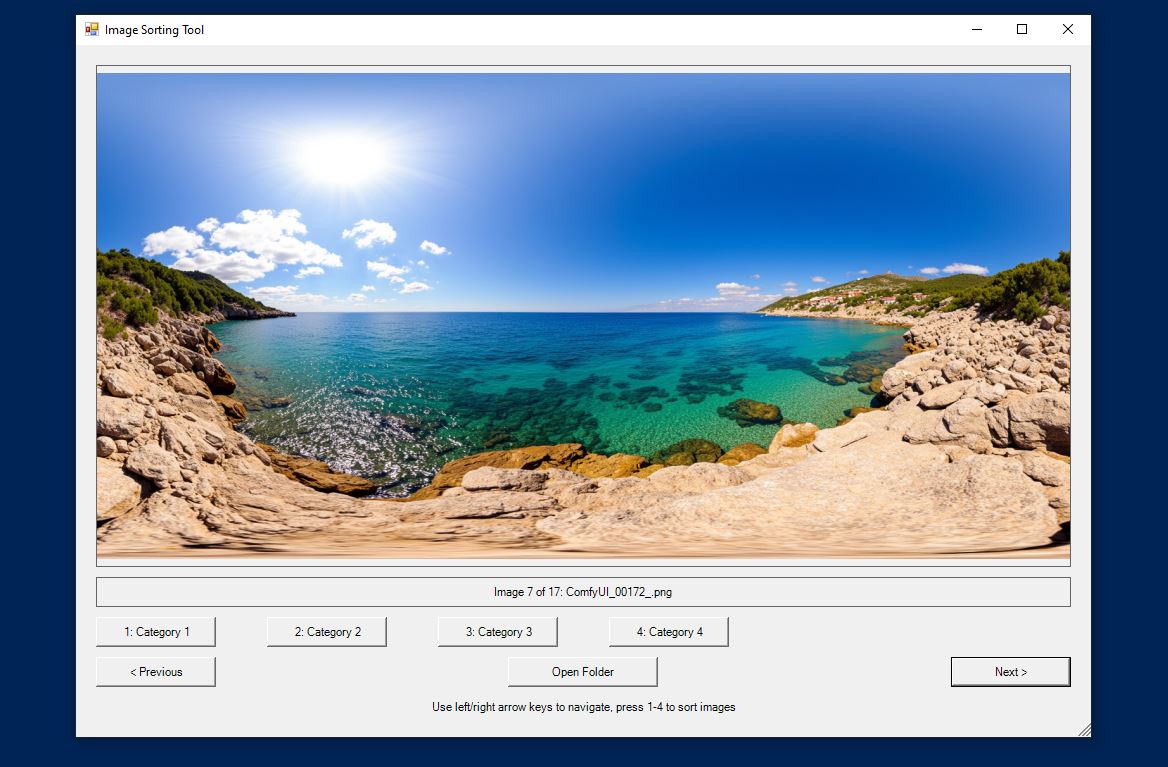 Image Sorting Tool
Image 7 of 17: ComfyUI_00172_.png
1: Category 1
2: Category 2
3: Category 3
4: Category 4
< Previous
Open Folder
Next >
Use left/right arrow keys to navigate, press 1-4 to sort images